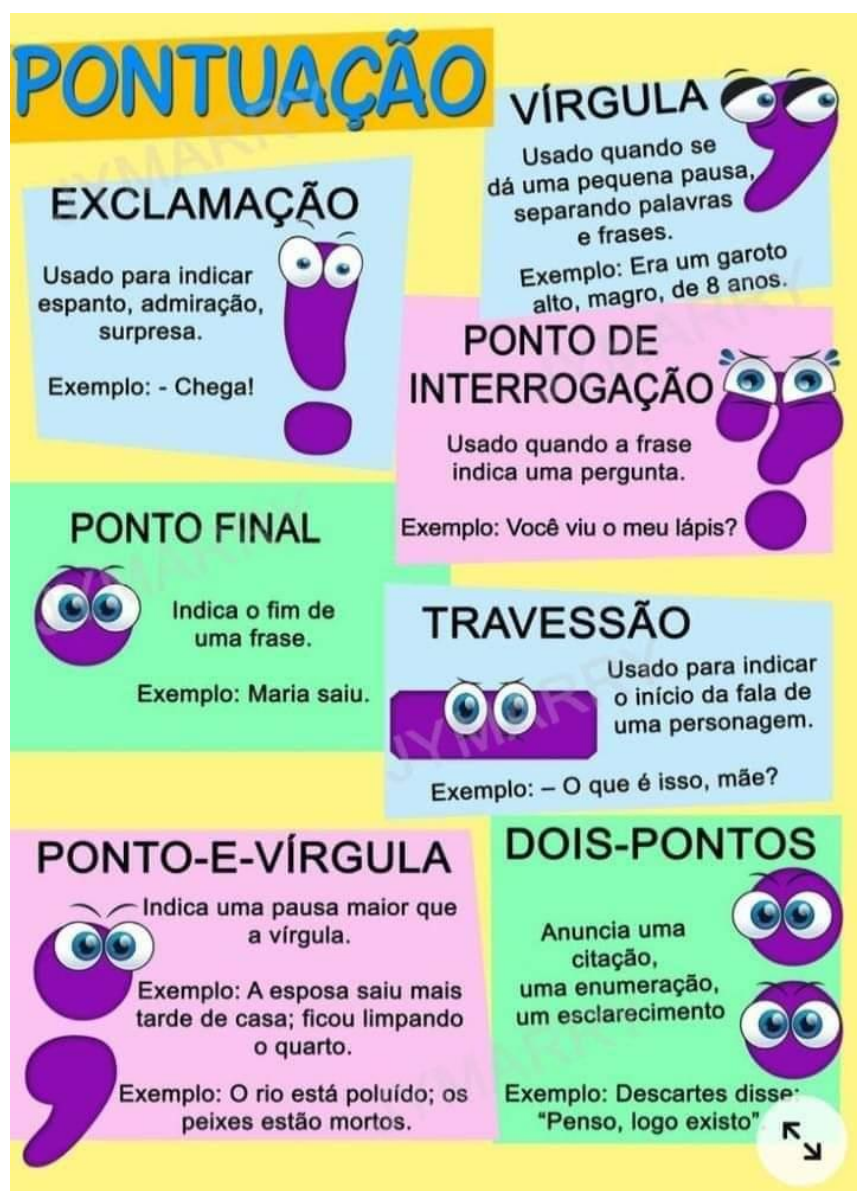 PONTUAÇÃO
VÍRGULA
Usado quando se
dá uma pequena pausa,
separando palavras
e frases.
Exemplo: Era um garoto
alto, magro, de 8 anos.
EXCLAMAÇÃO
Usado para indicar
espanto, admiração,
surpresa.
Exemplo: - Chega!
PONTO DE
INTERROGAÇÃO
Usado quando a frase
indica uma pergunta.
Exemplo: Você viu o meu lápis?
PONTO FINAL
Indica o fim de
uma frase.
Exemplo: Maria saiu.
TRAVESSÃO
Usado para indicar
o início da fala de
uma personagem.
Exemplo: – O que é isso, mãe?
PONTO-E-VÍRGULA
Indica uma pausa maior que
a vírgula.
Exemplo: A esposa saiu mais
tarde de casa; ficou limpando
o quarto.
Exemplo: O rio está poluído; os
peixes estão mortos.
DOIS-PONTOS
Anuncia uma
citação,
uma enumeração,
um esclarecimento
Exemplo: Descartes disse:
“Penso, logo existo”.
JYMARRY
JYMARRY
JYMARRY
JYMARRY
JYMARRY